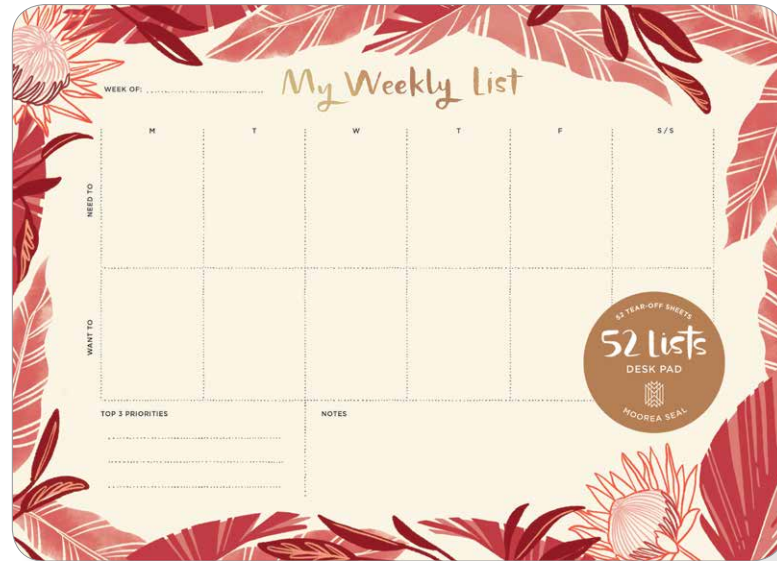 WEEK OF:
My Weekly List
M T W T F S/S
NEED TO
WANT TO
52 TEAR-OFF SHEETS
52 Lists
DESK PAD
MOOREA SEAL
TOP 3 PRIORITIES
NOTES